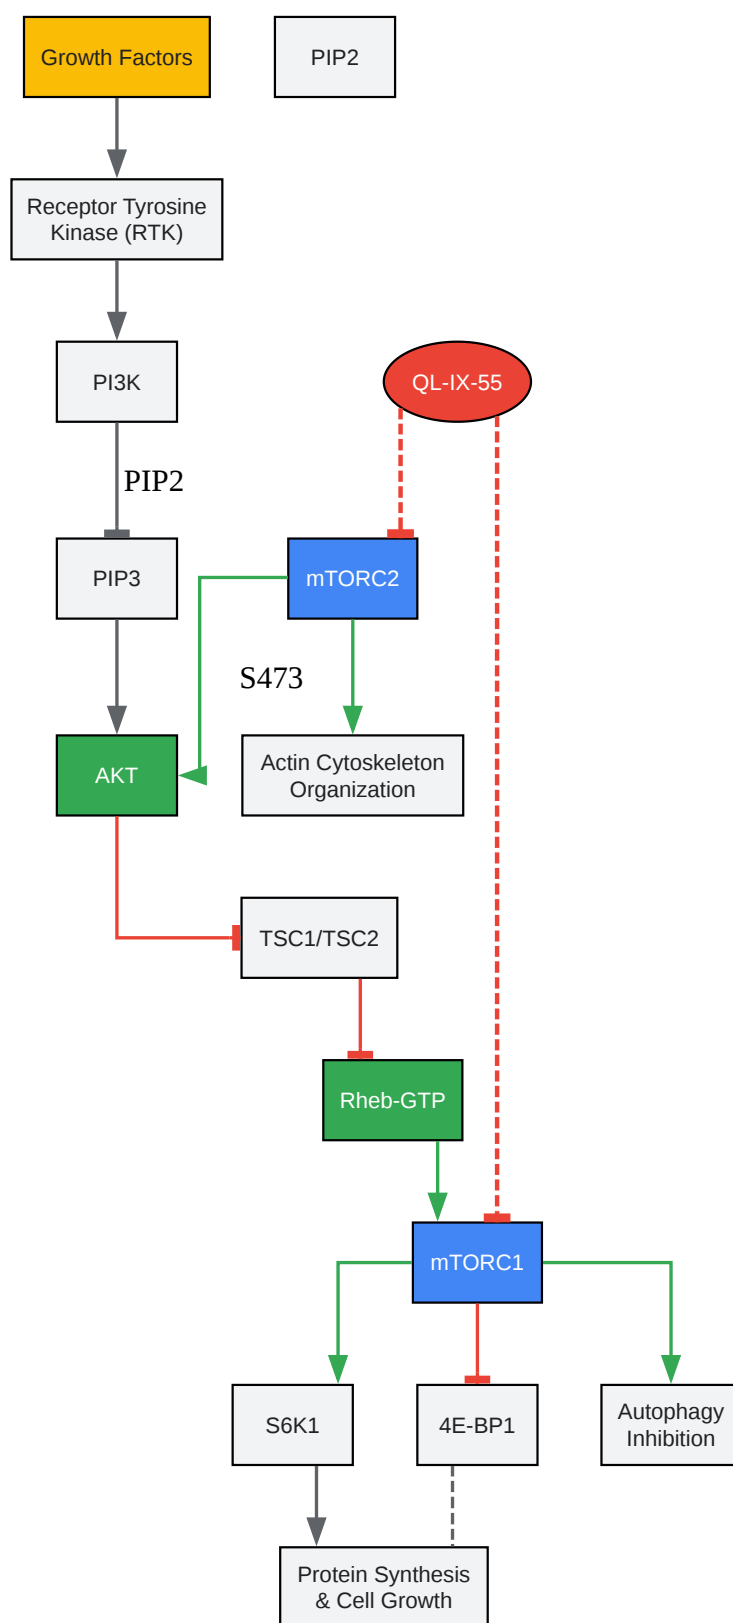 Growth Factors
PIP2
Receptor Tyrosine
Kinase (RTK)
PI3K
QL-IX-55
PIP2
PIP3
mTORC2
S473
AKT
Actin Cytoskeleton
Organization
TSC1/TSC2
Rheb-GTP
mTORC1
S6K1
4E-BP1
Autophagy
Inhibition
Protein Synthesis
& Cell Growth